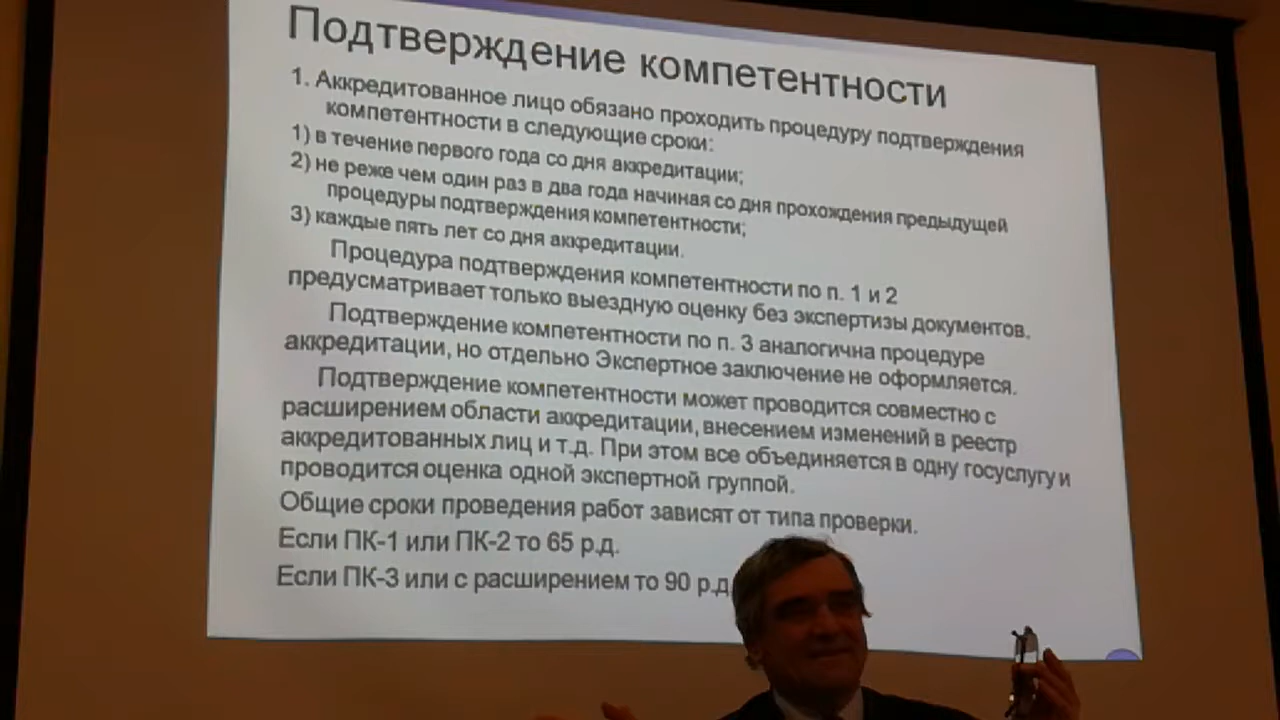 Подтверждение компетентности
1. Аккредитованное лицо обязано проходить процедуру подтверждения
компетентности в следующие сроки:
1) в течение первого года со дня аккредитации;
2) не реже чем один раз в два года начиная со дня прохождения предыдущей
процедуры подтверждения компетентности;
3) каждые пять лет со дня аккредитации.
Процедура подтверждения компетентности по п. 1 и 2
предусматривает только выездную оценку без экспертизы документов.
Подтверждение компетентности по п. 3 аналогична процедуре
аккредитации, но отдельно Экспертное заключение не оформляется.
Подтверждение компетентности может проводится совместно с
расширением области аккредитации, внесением изменений в реестр
аккредитованных лиц и т.д. При этом все объединяется в одну госуслугу и
проводится оценка одной экспертной группой.
Общие сроки проведения работ зависят от типа проверки.
Если ПК-1 или ПК-2 то 65 р.д.
Если ПК-3 или с расширением то 90 р.д